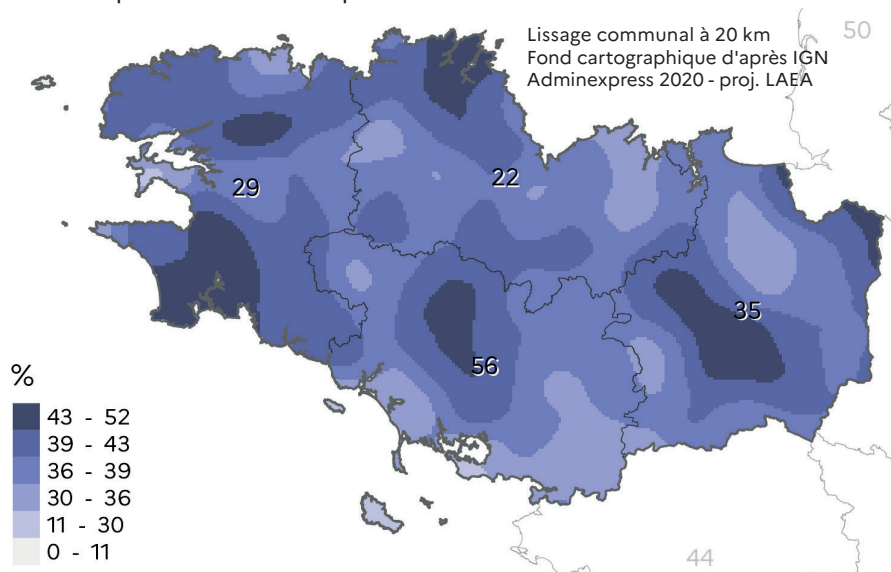 Lissage communal à 20 km
Fond cartographique d'après IGN
Adminexpress 2020 - proj. LAEA
50
29
22
35
56
%
43 - 52
39 - 43
36 - 39
30 - 36
11 - 30
0 - 11
44